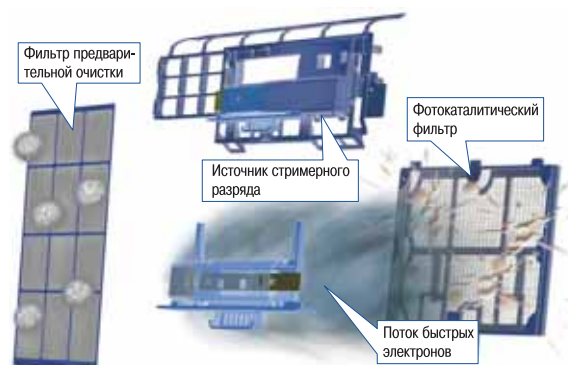 Фильтр предвари-
тельной очистки
Источник стримерного
разряда
Фотокаталитический
фильтр
Поток быстрых
электронов